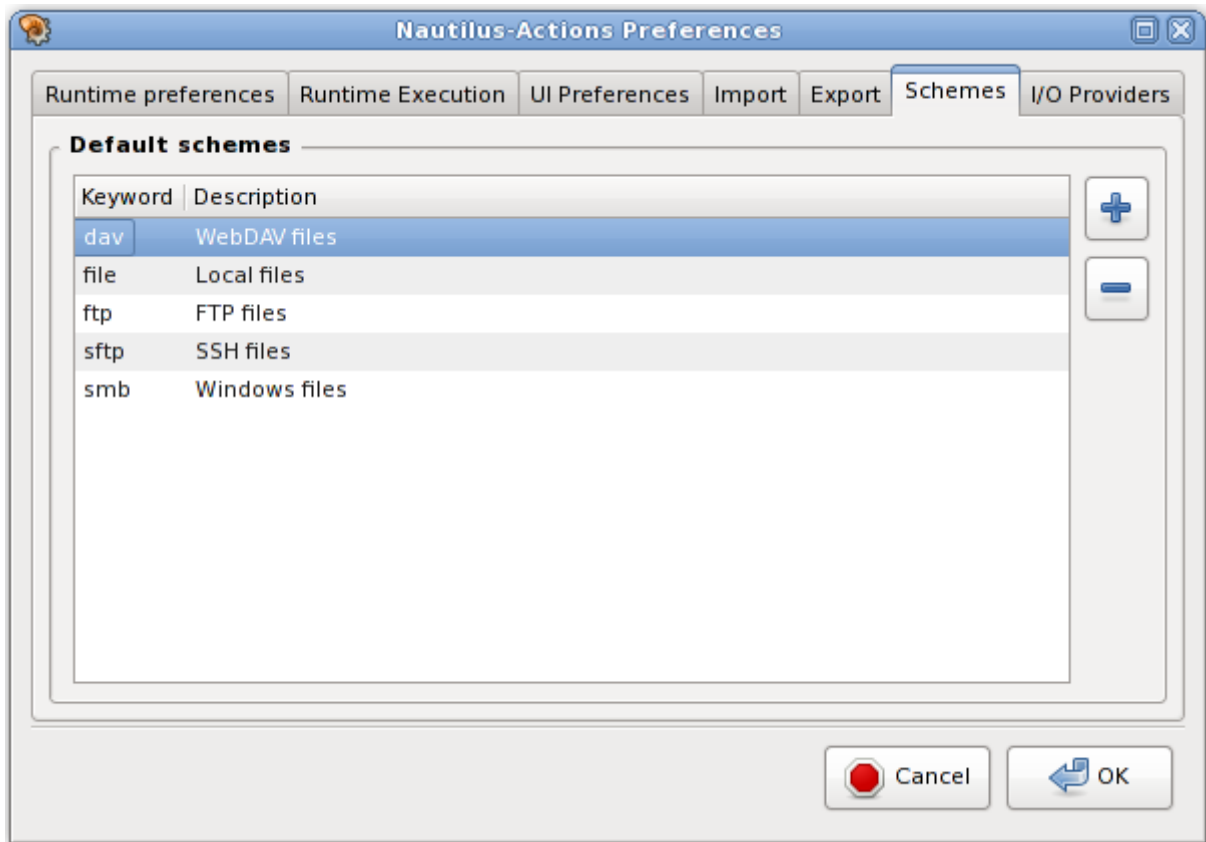 Nautilus-Actions Preferences
Runtime preferences Runtime Execution UI Preferences Import Export Schemes I/O Providers
Default schemes
Keyword Description
dav WebDAV files
file Local files
ftp FTP files
sftp SSH files
smb Windows files
Cancel OK